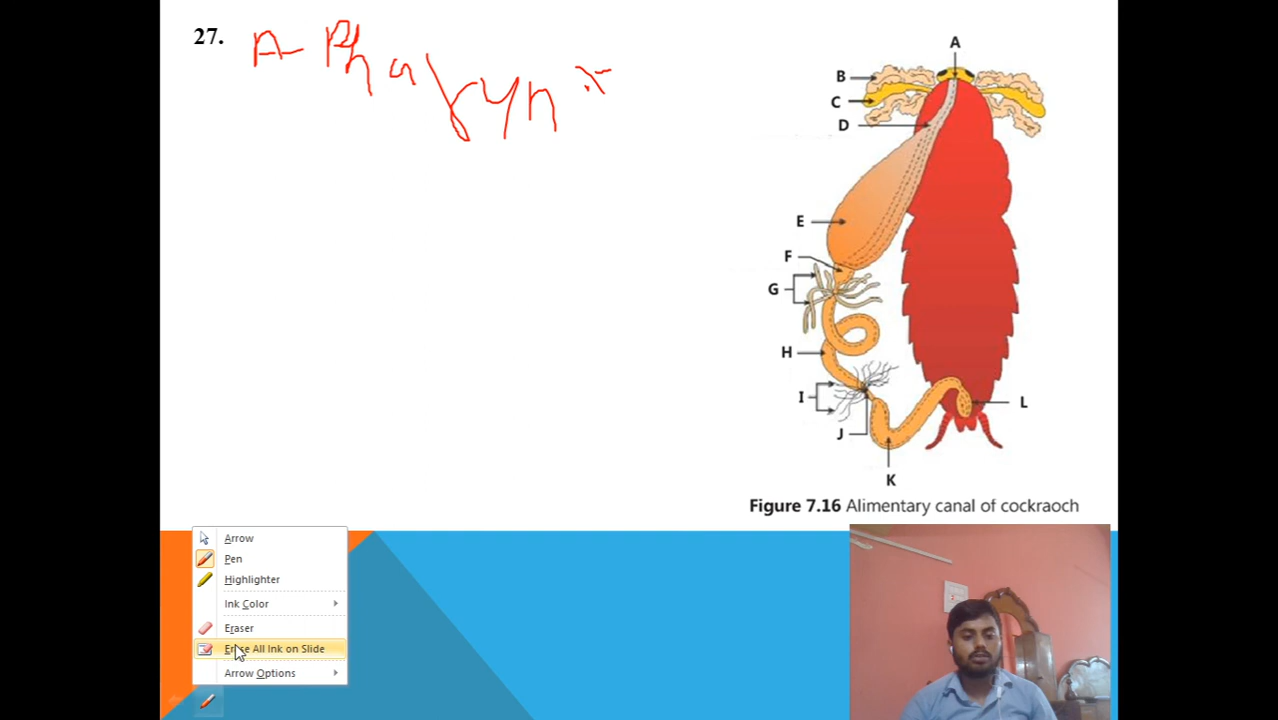 27.
A - Pharyn
A
B
C
D
E
F
G
H
I
J
K
L
Figure 7.16 Alimentary canal of cockraoch
Arrow
Pen
Highlighter
Ink Color
Eraser
Erase All Ink on Slide
Arrow Options